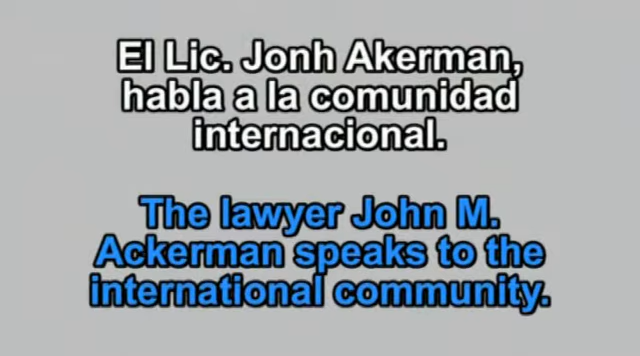 El Lic. Jonh Akerman,
habla a la comunidad
internacional.
The lawyer John M.
Ackerman speaks to the
international community.